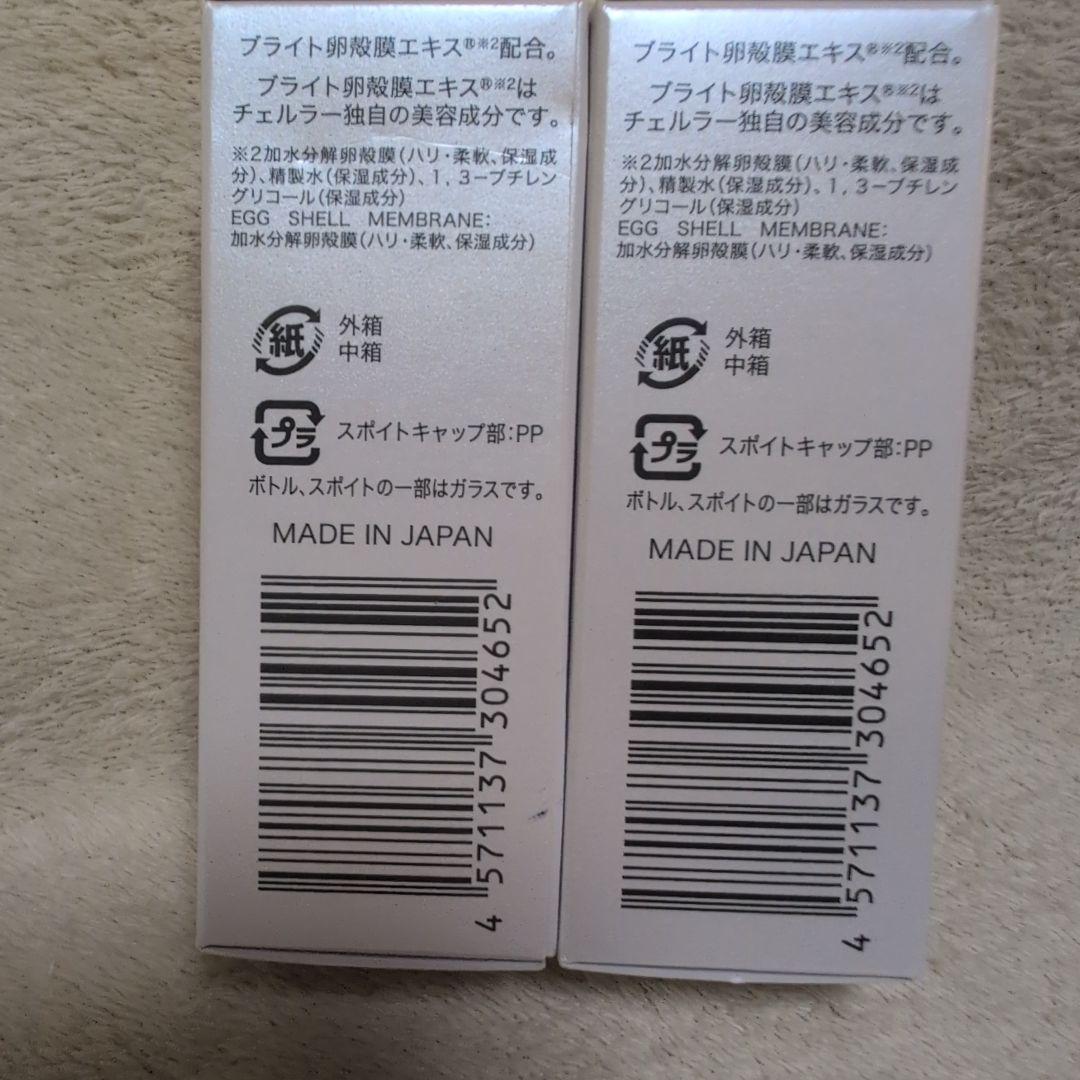 ブライト卵殻膜エキス®※2配合。
ブライト卵殻膜エキス®※2は
チェルラー独自の美容成分です。
※2加水分解卵殻膜(ハリ・柔軟、保湿成
分)、精製水(保湿成分)、1,3ーブチレン
グリコール(保湿成分)
EGG SHELL MEMBRANE:
加水分解卵殻膜(ハリ・柔軟、保湿成分)
紙
外箱
中箱
プラ
スポイトキャップ部:PP
ボトル、スポイトの一部はガラスです。
MADE IN JAPAN
4 571137 304652
ブライト卵殻膜エキス®※2配合。
ブライト卵殻膜エキス®※2は
チェルラー独自の美容成分です。
※2加水分解卵殻膜(ハリ・柔軟、保湿成
分)、精製水(保湿成分)、1,3ーブチレン
グリコール(保湿成分)
EGG SHELL MEMBRANE:
加水分解卵殻膜(ハリ・柔軟、保湿成分)
紙
外箱
中箱
プラ
スポイトキャップ部:PP
ボトル、スポイトの一部はガラスです。
MADE IN JAPAN
4 571137 304652